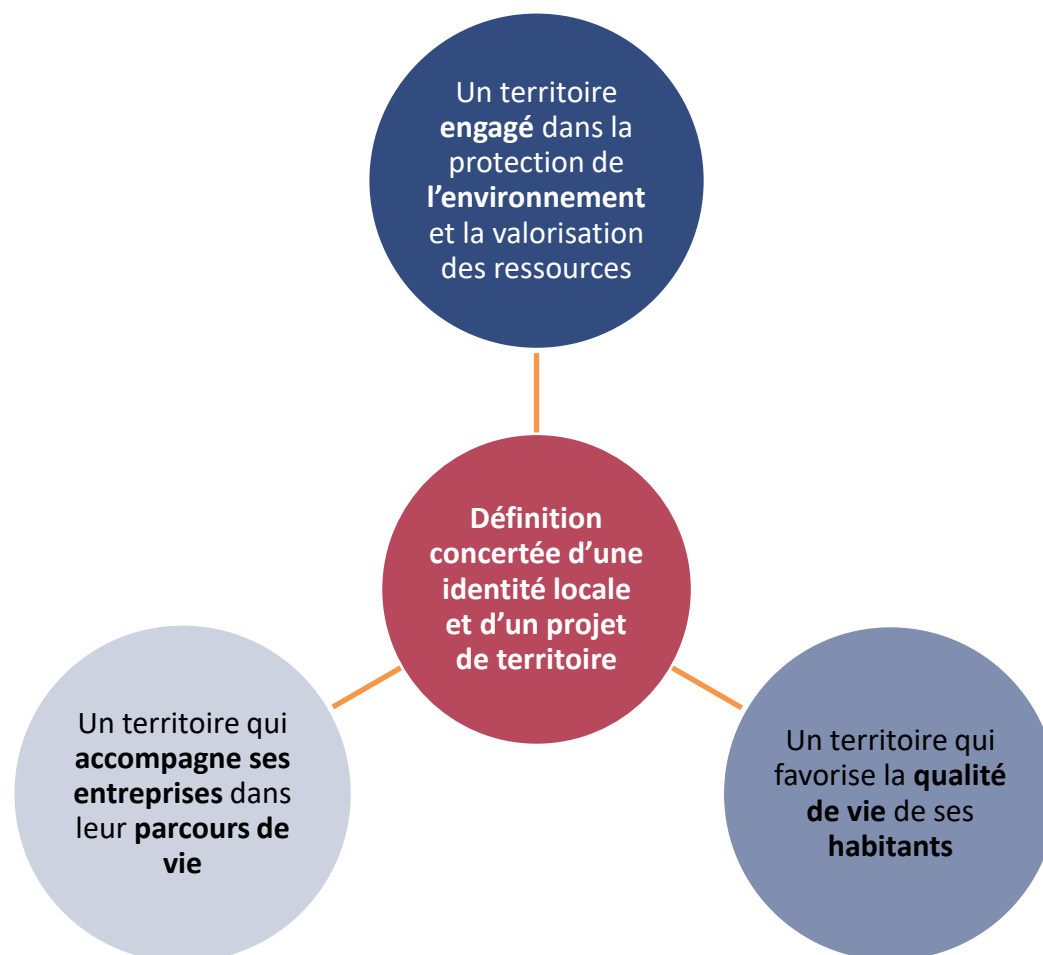 Un territoire
engagé dans la
protection de
l’environnement
et la valorisation
des ressources
Définition
concertée d’une
identité locale
et d’un projet
de territoire
Un territoire qui
accompagne ses
entreprises dans
leur parcours de
vie
Un territoire qui
favorise la qualité
de vie de ses
habitants